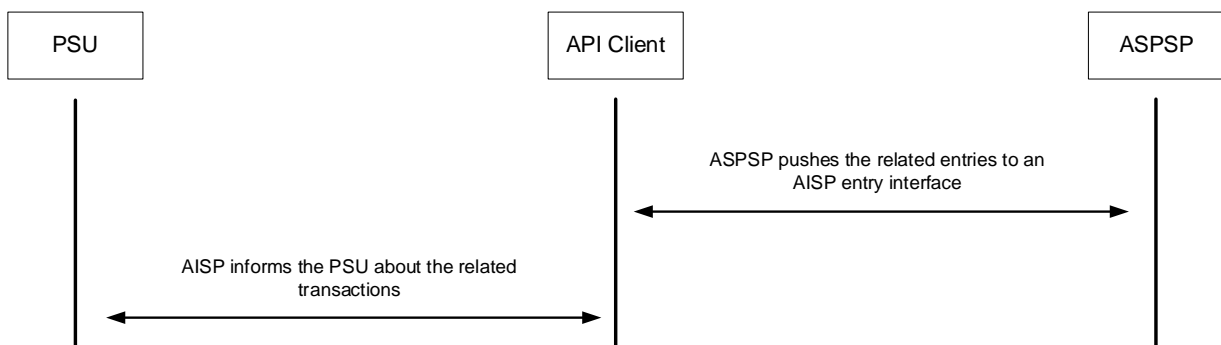 PSU
API Client
ASPSP
ASPSP pushes the related entries to an
AISP entry interface
AISP informs the PSU about the related
transactions